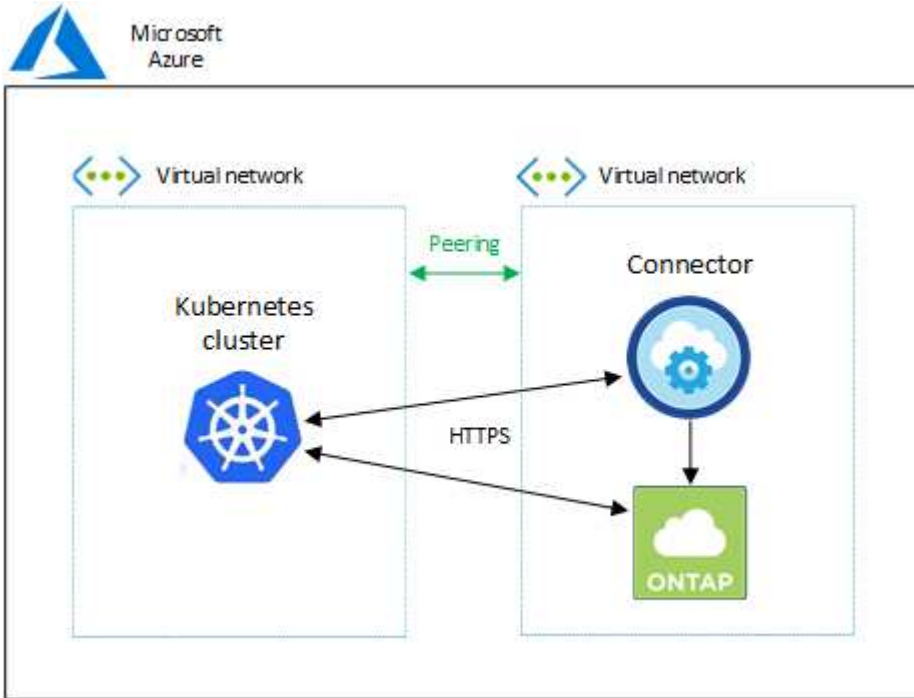 Microsoft
Azure
Virtual network
Virtual network
Peering
Connector
Kubernetes
cluster
HTTPS
ONTAP